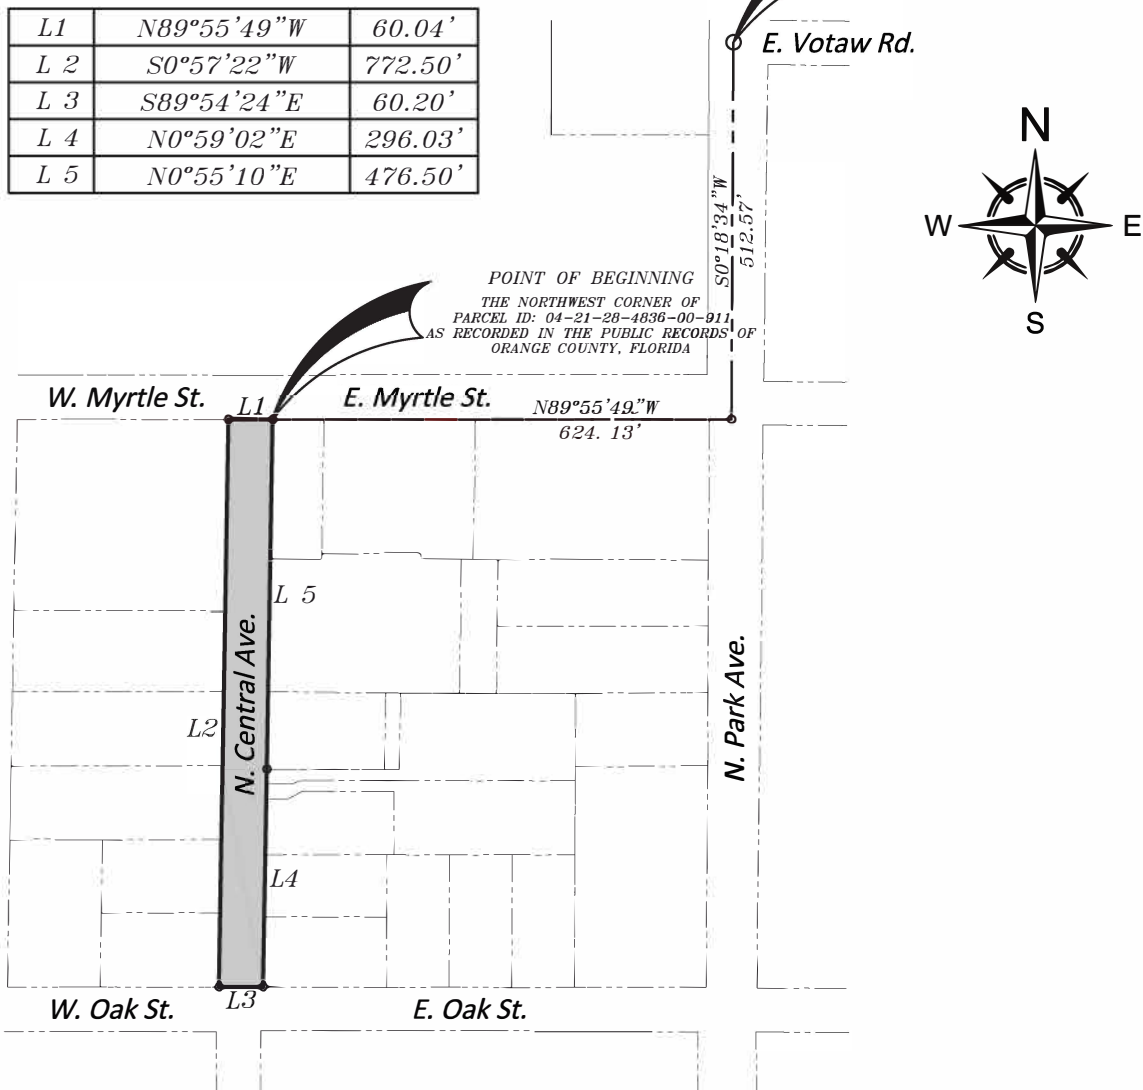 L1 N89°55'49"W 60.04'
L 2 S0°57'22"W 772.50'
L 3 S89°54'24"E 60.20'
L 4 N0°59'02"E 296.03'
L 5 N0°55'10"E 476.50'
E. Votaw Rd.
N
W E
S
S0°18'34"W
512.57'
POINT OF BEGINNING
THE NORTHWEST CORNER OF
PARCEL ID: 04-21-28-4836-00-911
AS RECORDED IN THE PUBLIC RECORDS OF
ORANGE COUNTY, FLORIDA
W. Myrtle St.
L1
E. Myrtle St.
N89°55'49"W
624.13'
L 5
N. Central Ave.
L2
N. Park Ave.
L4
W. Oak St.
L3
E. Oak St.